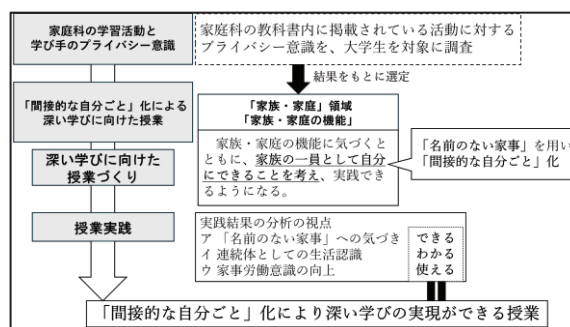 家庭科の学習活動と
学び手のプライバシー意識
家庭科の教科書内に掲載されている活動に対する
プライバシー意識を、大学生を対象に調査
結果をもとに選定
「間接的な自分ごと」化による
深い学びに向けた授業
「家族・家庭」領域
「家族・家庭の機能」
家族・家庭の機能に気づくと
ともに、家族の一員として自分
にできることを考え、実践でき
るようになる。
「名前のない家事」を用い
「間接的な自分ごと」化
深い学びに向けた
授業づくり
授業実践
実践結果の分析の視点
ア 「名前のない家事」への気づき
イ 連続体としての生活認識
ウ 家事労働意識の向上
できる
わかる
使える
「間接的な自分ごと」化により深い学びの実現ができる授業